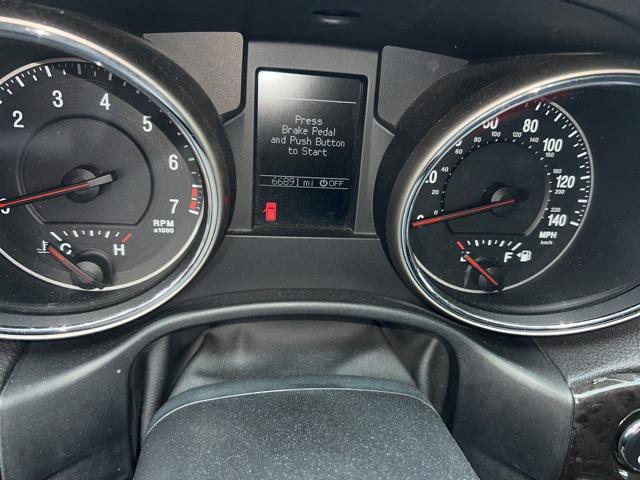 2 3 4 5 6 7
RPM
x1000
C H
Press
Brake Pedal
and Push Button
to Start
66891 mi OFF
80 100 120 140
MPH
km/h
F